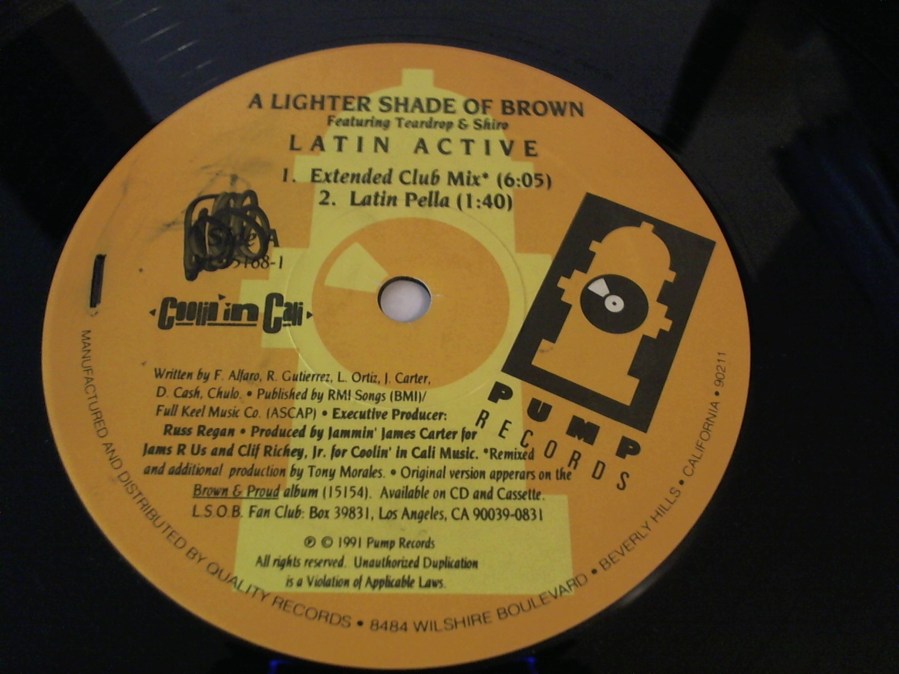 A LIGHTER SHADE OF BROWN
Featuring Teardrop & Shiro
LATIN ACTIVE
1. Extended Club Mix* (6:05)
2. Latin Pella (1:40)
Side A
5168-1
Coolin in Cali
PUMP
RECORDS
Written by F. Alfaro, R. Gutierrez, L. Ortiz, J. Carter,
D. Cash, Chulo. • Published by RMI Songs (BMI)/
Full Keel Music Co. (ASCAP) • Executive Producer:
Russ Regan • Produced by Jammin' James Carter for
Jams R Us and Clif Richey, Jr. for Coolin' In Cali Music. *Remixed
and additional production by Tony Morales. • Original version apperars on the
Brown & Proud album (15154). Available on CD and Cassette.
L.S.O.B. Fan Club: Box 39831, Los Angeles, CA 90039-0831
℗ © 1991 Pump Records
All rights reserved. Unauthorized Duplication
is a Violation of Applicable Laws.
MANUFACTURED AND DISTRIBUTED BY QUALITY RECORDS • 8484 WILSHIRE BOULEVARD • BEVERLY HILLS • CALIFORNIA • 90211